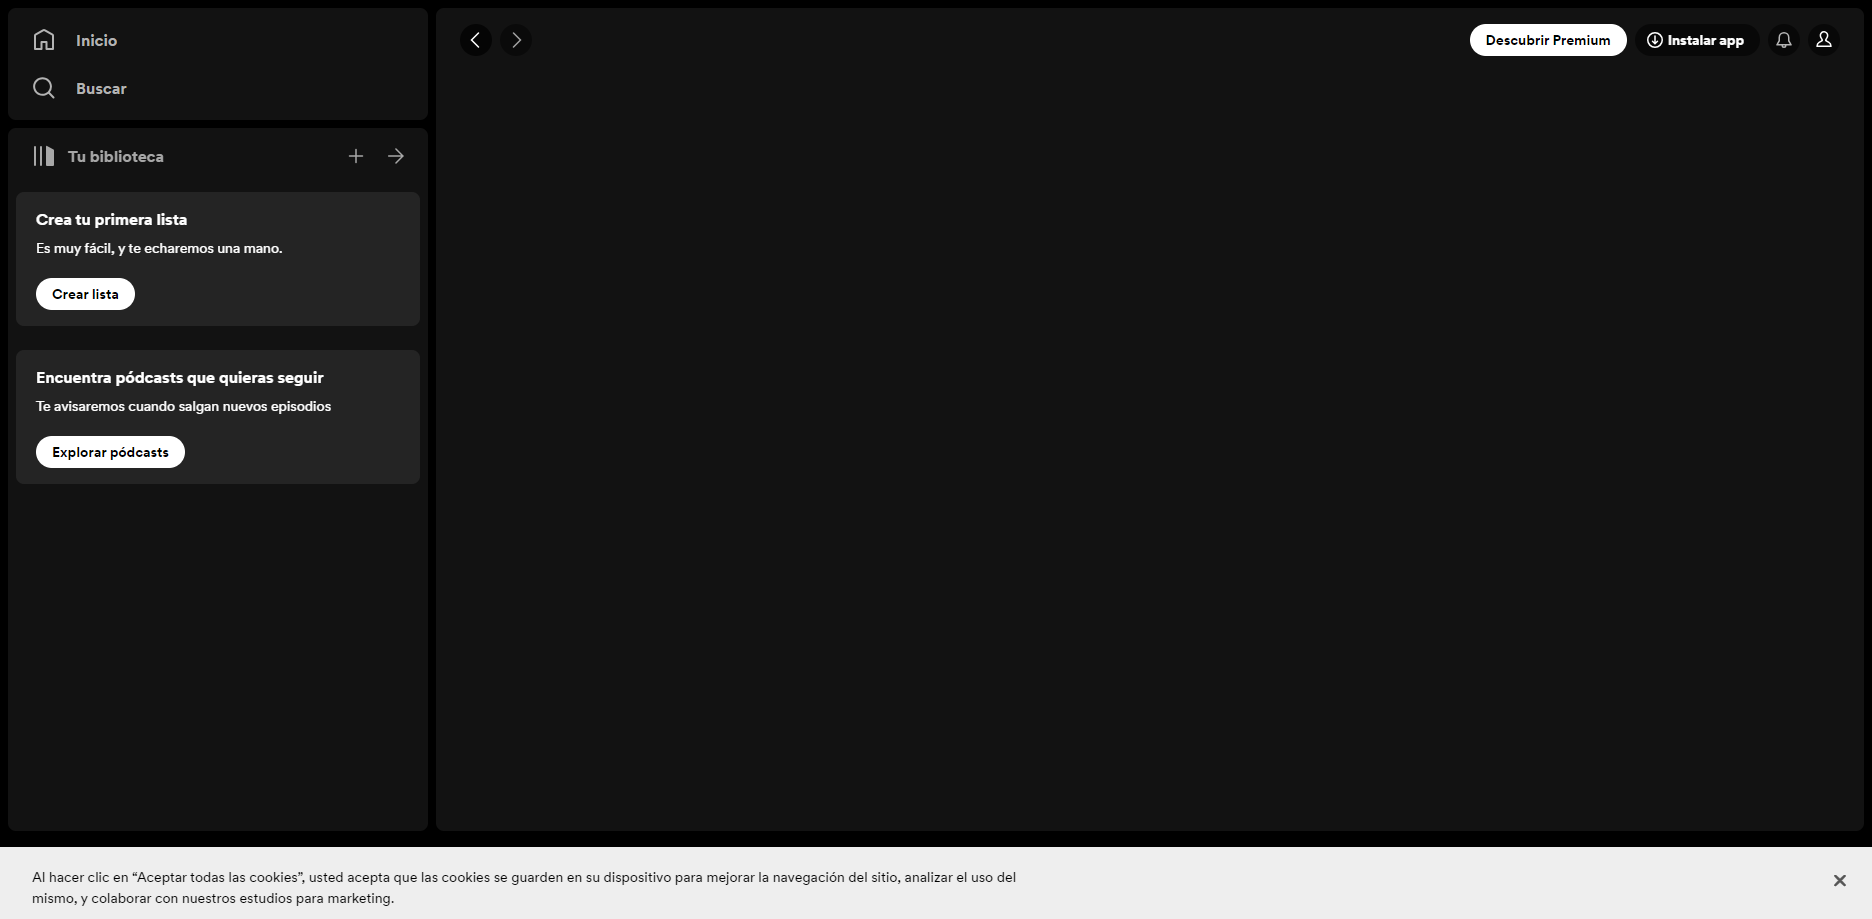 Inicio
Buscar
Tu biblioteca
Crea tu primera lista
Es muy fácil, y te echaremos una mano.
Crear lista
Encuentra pódcasts que quieras seguir
Te avisaremos cuando salgan nuevos episodios
Explorar pódcasts
Descubrir Premium
Instalar app
Al hacer clic en “Aceptar todas las cookies”, usted acepta que las cookies se guarden en su dispositivo para mejorar la navegación del sitio, analizar el uso del
mismo, y colaborar con nuestros estudios para marketing.